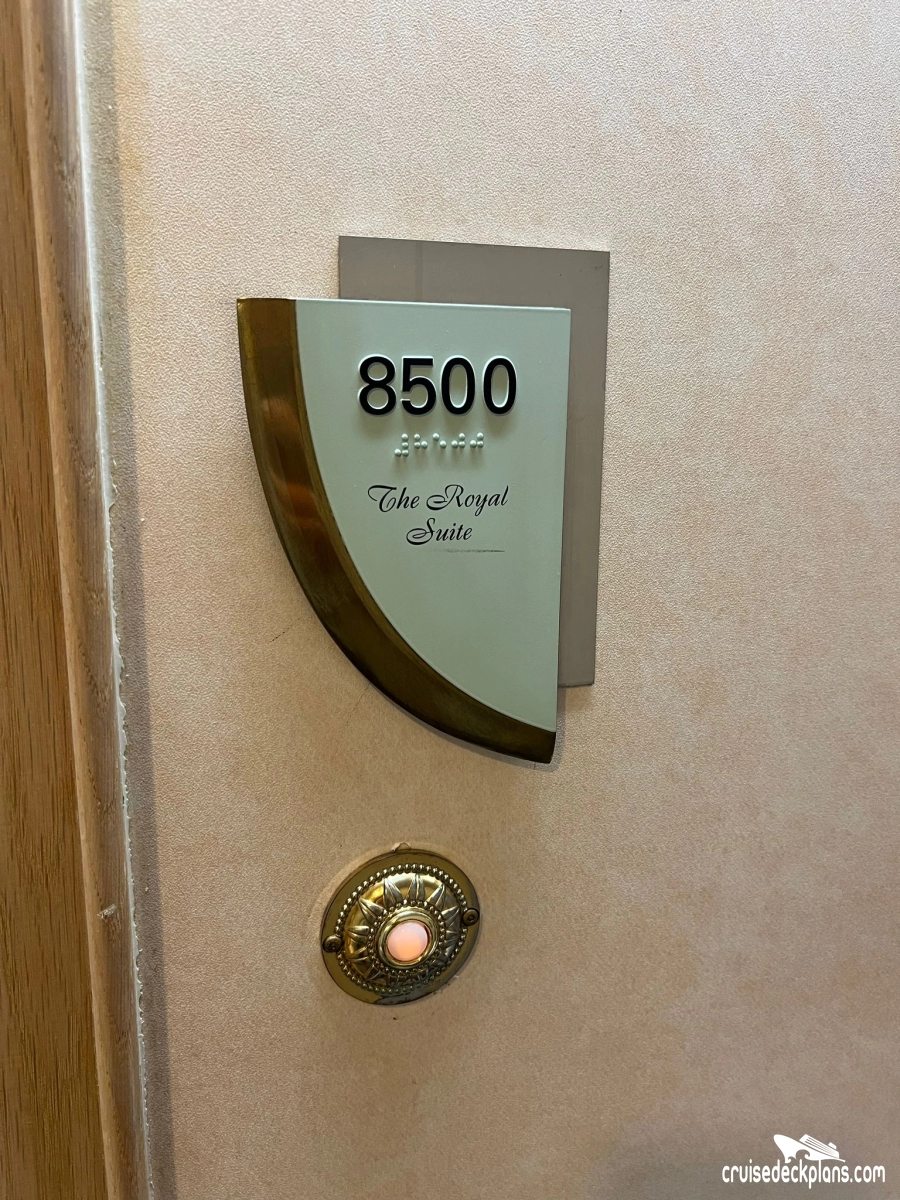 8500
⠼⠓⠑⠚⠚
The Royal
Suite
cruisedeckplans.com